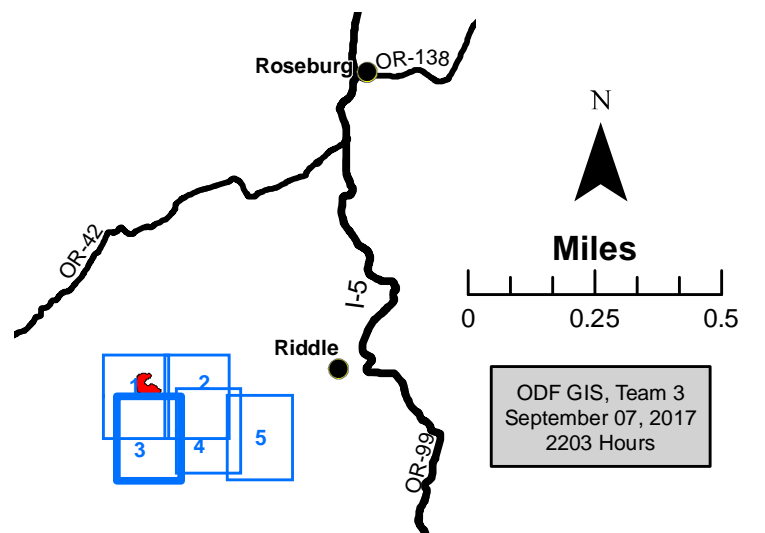 Roseburg
OR-138
N
OR-42
Miles
I-5
0 0.25 0.5
Riddle
1 2
3 4 5
ODF GIS, Team 3
September 07, 2017
2203 Hours
OR-99